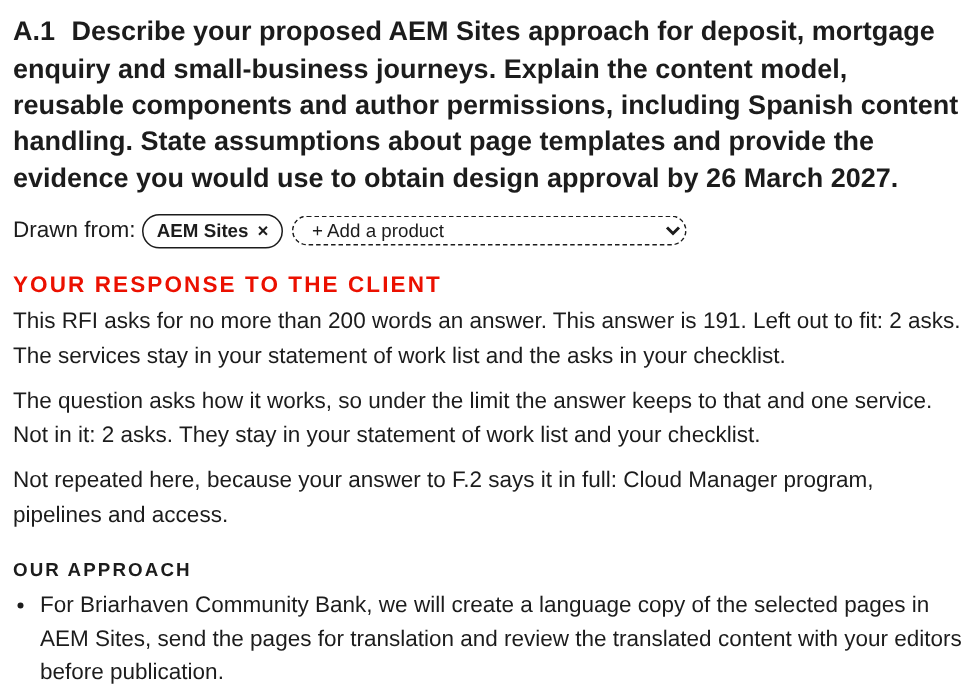 A.1 Describe your proposed AEM Sites approach for deposit, mortgage
enquiry and small-business journeys. Explain the content model,
reusable components and author permissions, including Spanish content
handling. State assumptions about page templates and provide the
evidence you would use to obtain design approval by 26 March 2027.
Drawn from: AEM Sites × + Add a product
YOUR RESPONSE TO THE CLIENT
This RFI asks for no more than 200 words an answer. This answer is 191. Left out to fit: 2 asks.
The services stay in your statement of work list and the asks in your checklist.
The question asks how it works, so under the limit the answer keeps to that and one service.
Not in it: 2 asks. They stay in your statement of work list and your checklist.
Not repeated here, because your answer to F.2 says it in full: Cloud Manager program,
pipelines and access.
OUR APPROACH
• For Briarhaven Community Bank, we will create a language copy of the selected pages in
AEM Sites, send the pages for translation and review the translated content with your editors
before publication.